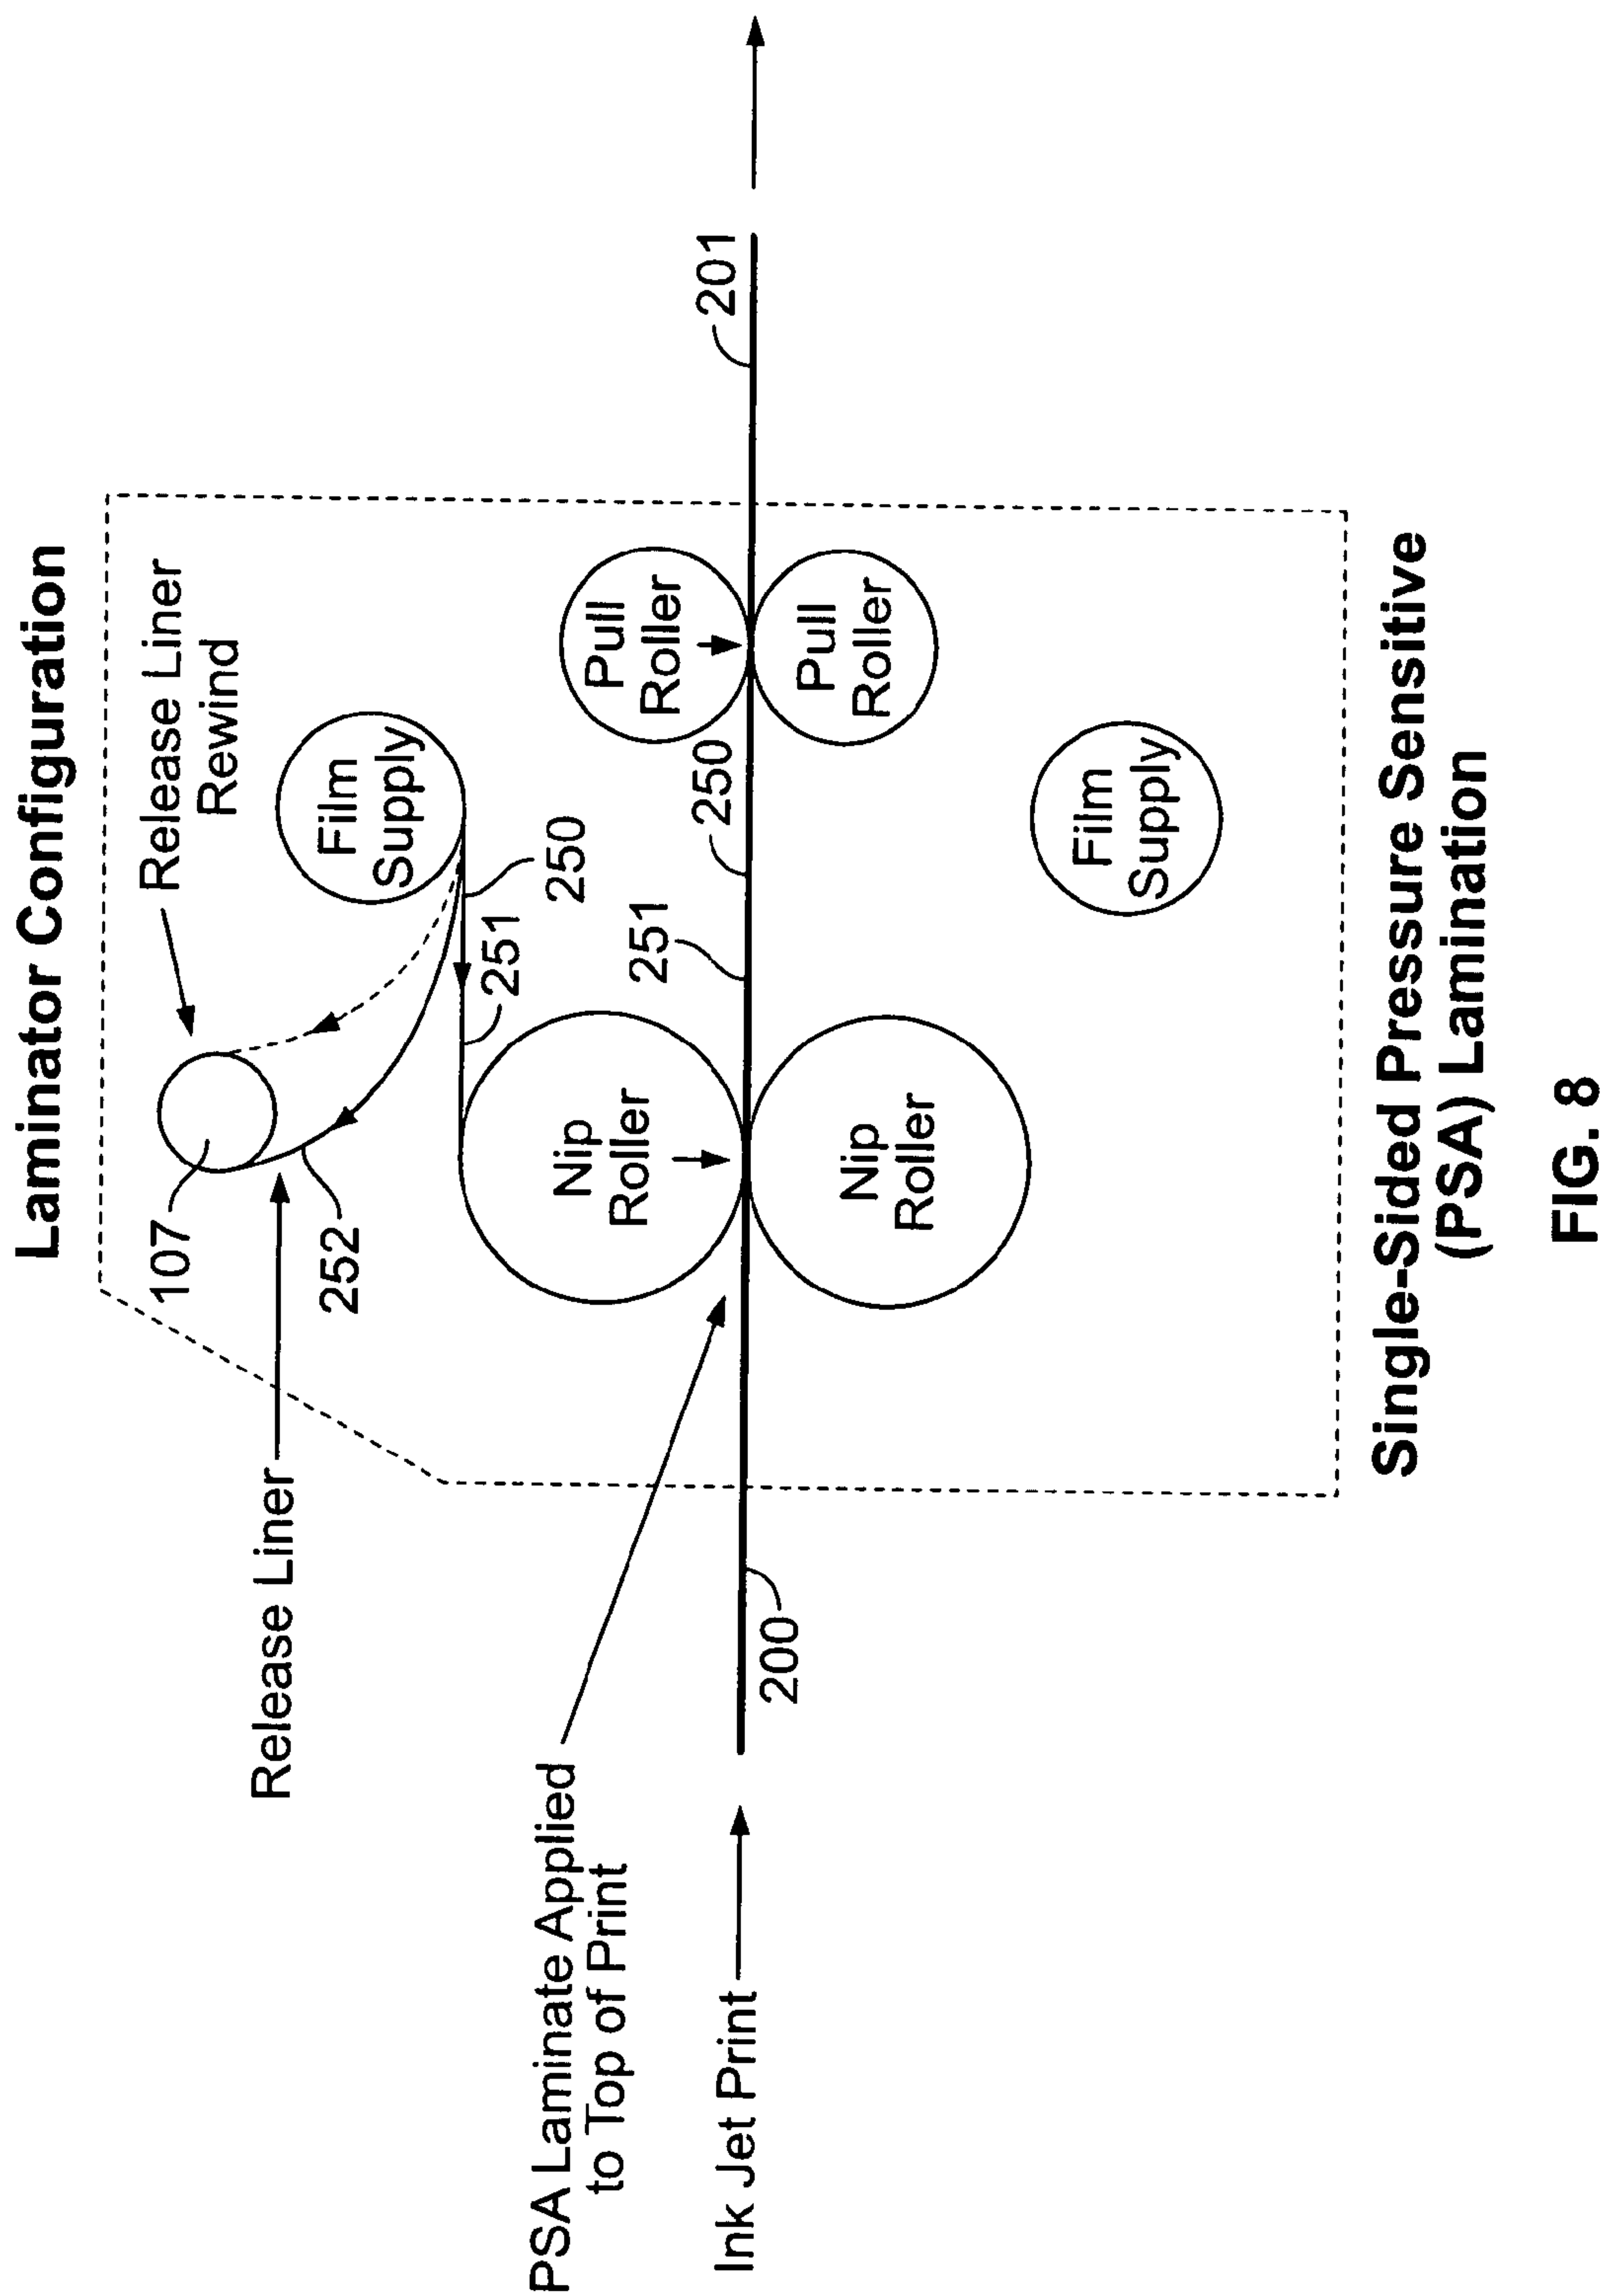 Laminator Configuration
Release Liner
Rewind
107
Release Liner
252
Film
Supply
250
251
PSA Laminate Applied
to Top of Print
Nip
Roller
251
250
Pull
Roller
201
Ink Jet Print
200
Nip
Roller
Pull
Roller
Film
Supply
Single-Sided Pressure Sensitive
(PSA) Lamination
FIG. 8